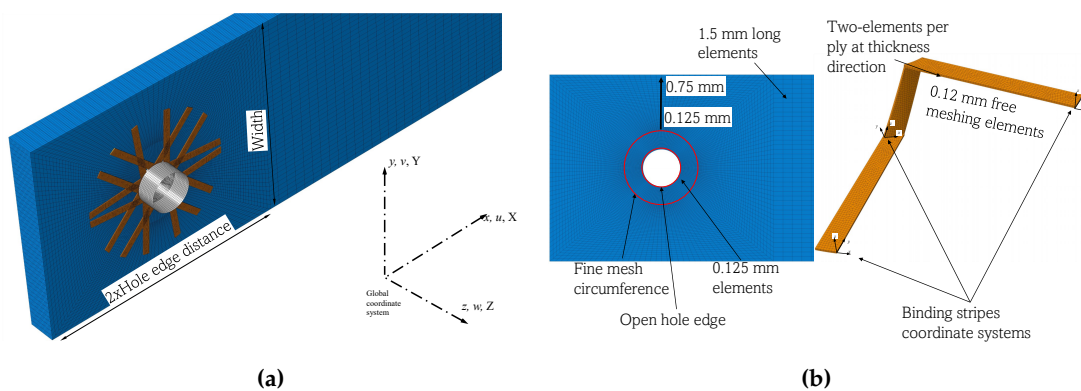 Width
2xHole edge distance
y, v, Y
x, u, X
z, w, Z
Global
coordinate
system
(a)
1.5 mm long
elements
0.75 mm
0.125 mm
Fine mesh
circumference
0.125 mm
elements
Open hole edge
Two-elements per
ply at thickness
direction
0.12 mm free
meshing elements
Binding stripes
coordinate systems
(b)